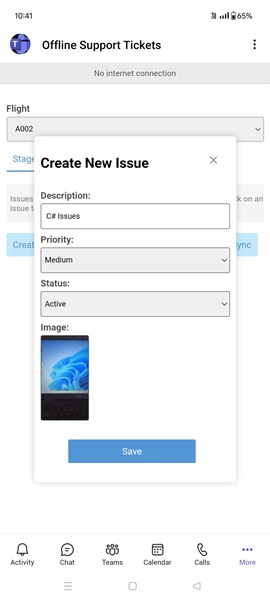 10:41
65%
Offline Support Tickets
No internet connection
Flight
A002
Stage
Create New Issue
Issues
k on an
issue t
Description:
C# Issues
Creat
ync
Priority:
Medium
Status:
Active
Image:
Save
Activity
Chat
Teams
Calendar
Calls
More